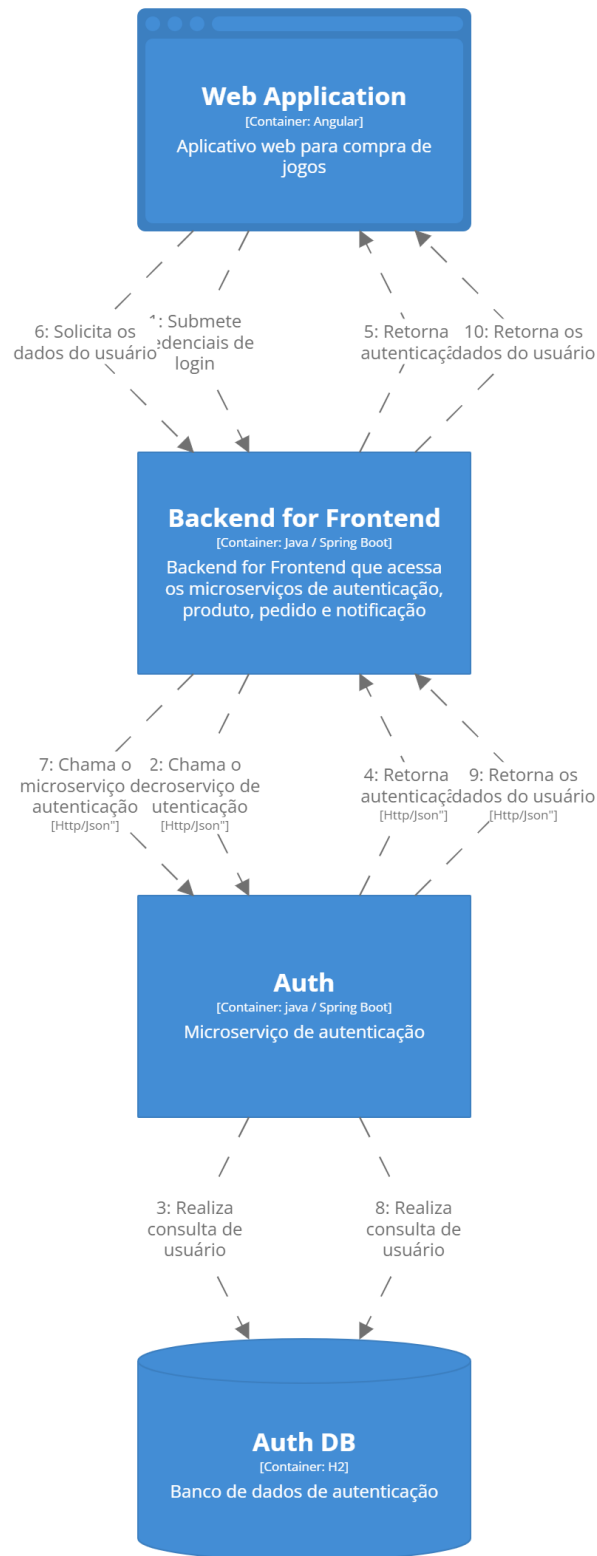 Web Application
[Container: Angular]
Aplicativo web para compra de
jogos
6: Solicita os
dados do usuário
: Submete
edenciais de
login
5: Retorna
10: Retorna os
dados do usuário
Backend for Frontend
[Container: Java / Spring Boot]
Backend for Frontend que acessa
os microserviços de autenticação,
produto, pedido e notificação
7: Chama o
microserviço de
autenticação
[Http/Json"]
2: Chama o
croserviço de
utenticação
[Http/Json"]
4: Retorna
[Http/Json"]
9: Retorna os
dados do usuário
[Http/Json"]
Auth
[Container: java / Spring Boot]
Microserviço de autenticação
3: Realiza
consulta de
usuário
8: Realiza
consulta de
usuário
Auth DB
[Container: H2]
Banco de dados de autenticação